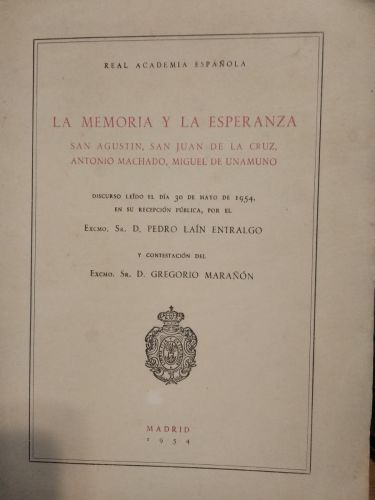 REAL ACADEMIA ESPAÑOLA
LA MEMORIA Y LA ESPERANZA
SAN AGUSTIN, SAN JUAN DE LA CRUZ,
ANTONIO MACHADO, MIGUEL DE UNAMUNO
DISCURSO LEÍDO EL DÍA 30 DE MAYO DE 1954,
EN SU RECEPCIÓN PÚBLICA, POR EL
EXCMO. SR. D. PEDRO LAÍN ENTRALGO
Y CONTESTACIÓN DEL
EXCMO. SR. D. GREGORIO MARAÑÓN
MADRID
1954